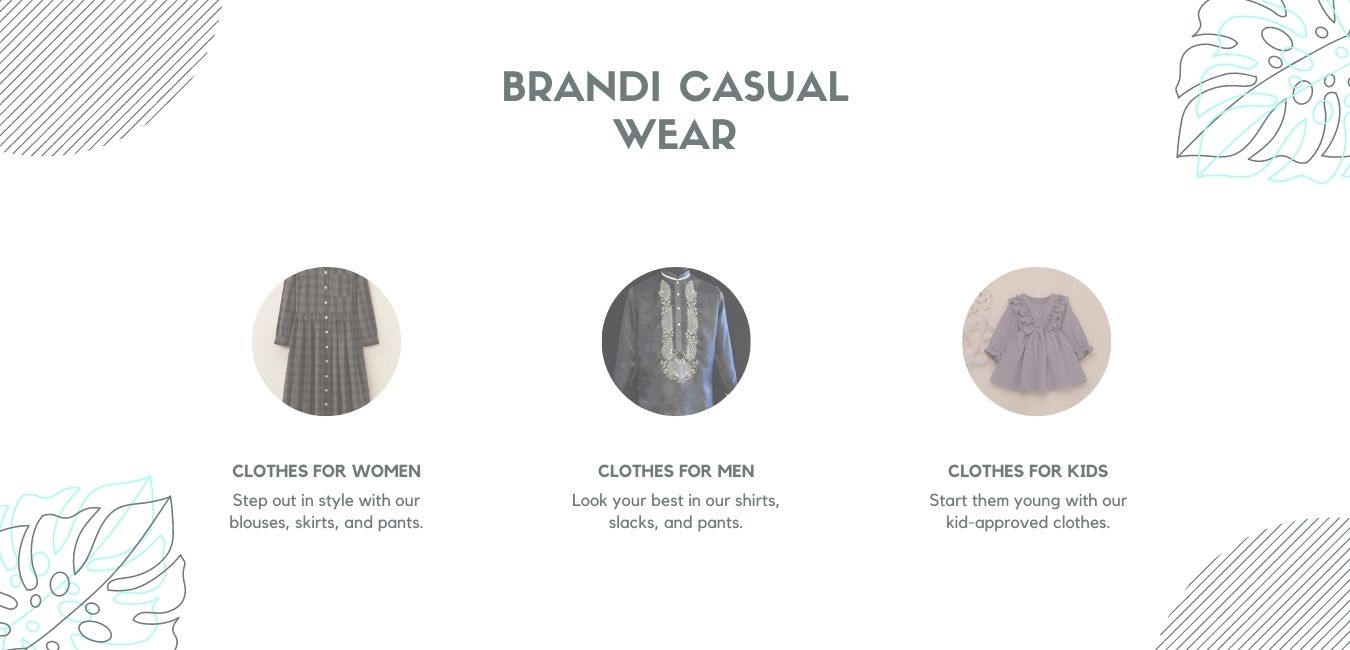 BRANDI CASUAL
WEAR
CLOTHES FOR WOMEN
Step out in style with our
blouses, skirts, and pants.
CLOTHES FOR MEN
Look your best in our shirts,
slacks, and pants.
CLOTHES FOR KIDS
Start them young with our
kid-approved clothes.